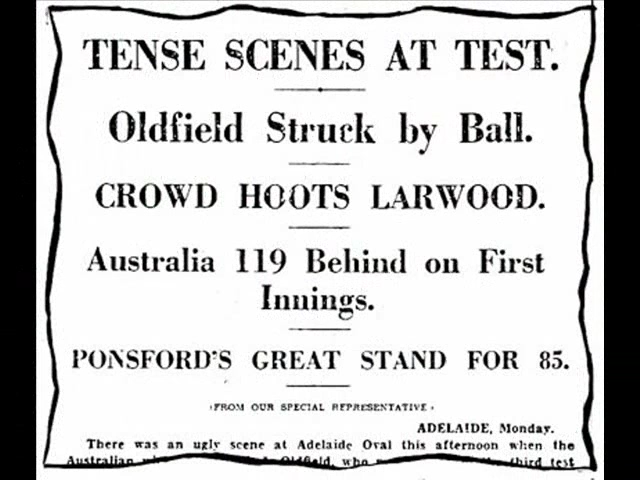 TENSE SCENES AT TEST.
Oldfield Struck by Ball.
CROWD HOOTS LARWOOD.
Australia 119 Behind on First
Innings.
PONSFORD'S GREAT STAND FOR 85.
(FROM OUR SPECIAL REPRESENTATIVE.)
ADELAIDE, Monday.
There was an ugly scene at Adelaide Oval this afternoon when the
Australian Oldfield, who third test